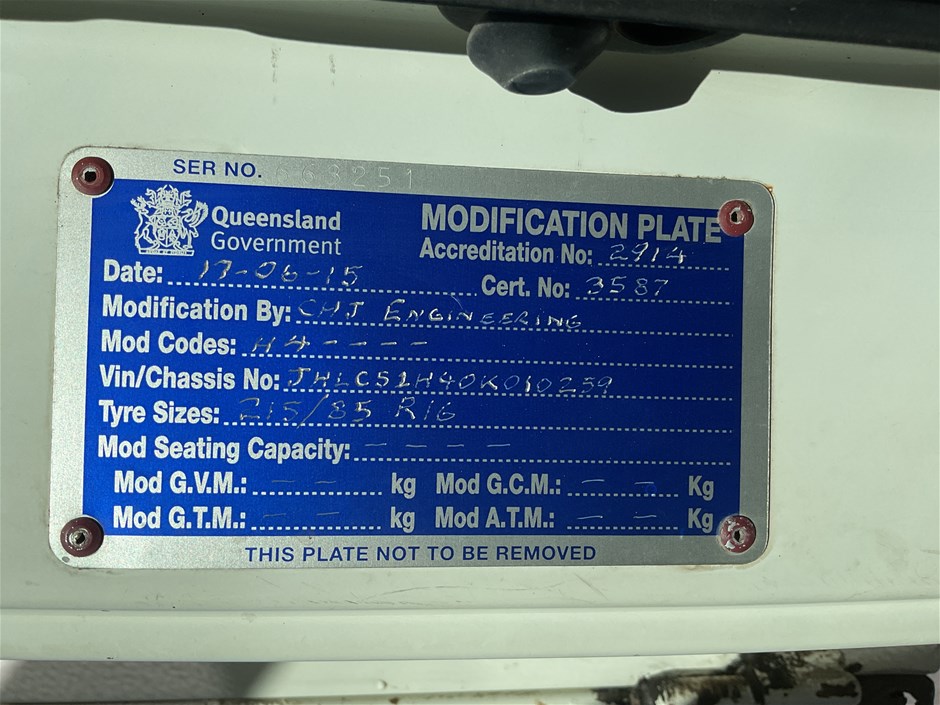 SER NO. 668251
Queensland
Government
MODIFICATION PLATE
Accreditation No: 2914
Date: 17-06-15
Cert. No: 3587
Modification By: CHJ ENGINEERING
Mod Codes: H4 - - - -
Vin/Chassis No: JHLC51H40K010259
Tyre Sizes: 215/85 R16
Mod Seating Capacity: - - - -
Mod G.V.M.: - - kg Mod G.C.M.: - - Kg
Mod G.T.M.: - - kg Mod A.T.M.: - - Kg
THIS PLATE NOT TO BE REMOVED